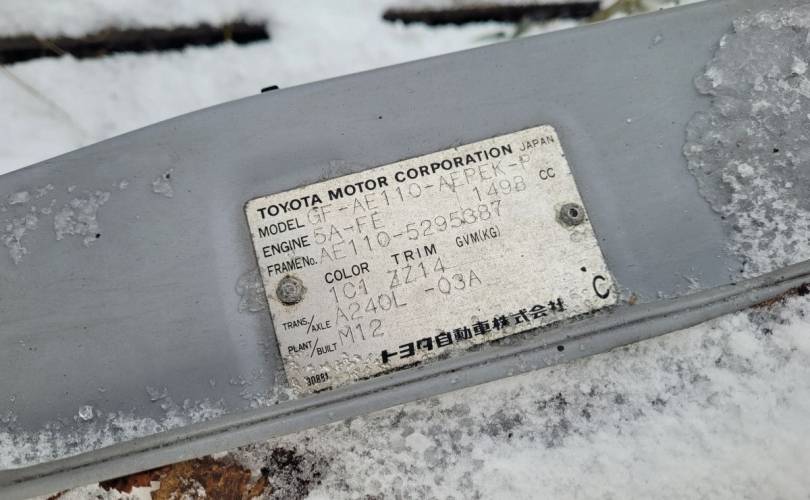 TOYOTA MOTOR CORPORATION JAPAN
MODEL GF-AE110-AEPEK-P
ENGINE 5A-FE 1498 CC
FRAME No. AE110-5295387
COLOR TRIM GVM(KG)
1C1 ZZ14
TRANS/AXLE A240L -03A
PLANT/BUILT M12
トヨタ自動車株式会社 C
30881